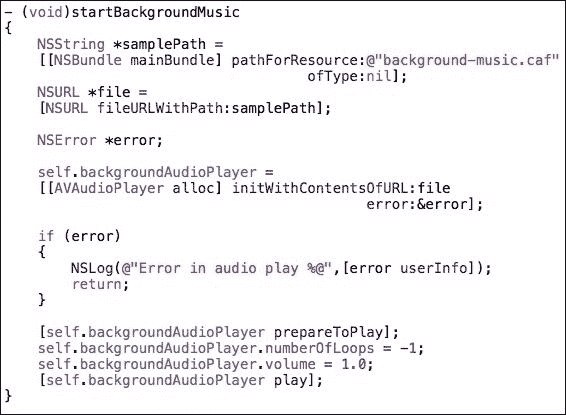 - (void)startBackgroundMusic
{
    NSString *samplePath =
    [[NSBundle mainBundle] pathForResource:@"background-music.caf"
                                    ofType:nil];
    NSURL *file =
    [NSURL fileURLWithPath:samplePath];

    NSError *error;

    self.backgroundAudioPlayer =
    [[AVAudioPlayer alloc] initWithContentsOfURL:file
                                           error:&error];

    if (error)
    {
        NSLog(@"Error in audio play %@",[error userInfo]);
        return;
    }

    [self.backgroundAudioPlayer prepareToPlay];
    self.backgroundAudioPlayer.numberOfLoops = -1;
    self.backgroundAudioPlayer.volume = 1.0;
    [self.backgroundAudioPlayer play];
}